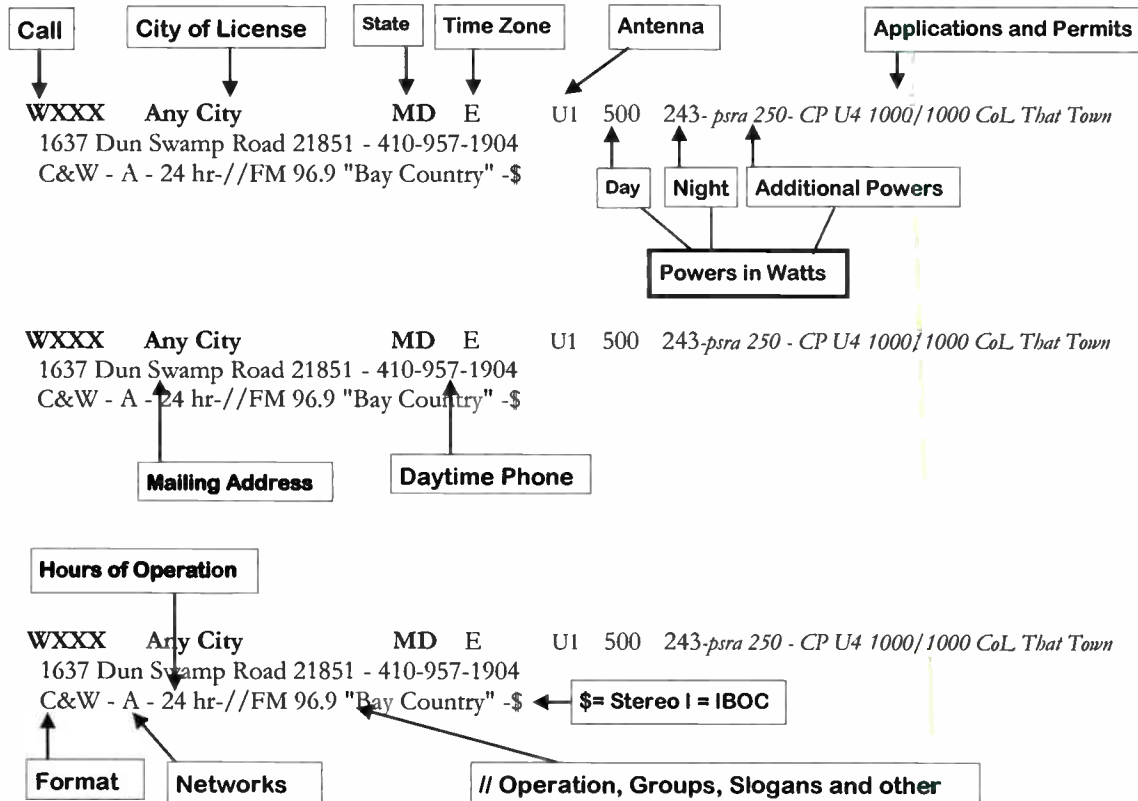 Call City of License State Time Zone Antenna Applications and Permits
WXXX Any City MD E U1 500 243-psra 250- CP U4 1000/1000 CoL That Town
1637 Dun Swamp Road 21851 - 410-957-1904
C&W - A - 24 hr-//FM 96.9 "Bay Country" -$
Day Night Additional Powers
Powers in Watts
WXXX Any City MD E U1 500 243-psra 250 - CP U4 1000/1000 CoL That Town
1637 Dun Swamp Road 21851 - 410-957-1904
C&W - A - 24 hr-//FM 96.9 "Bay Country" -$
Mailing Address Daytime Phone
Hours of Operation
WXXX Any City MD E U1 500 243-psra 250 - CP U4 1000/1000 CoL That Town
1637 Dun Swamp Road 21851 - 410-957-1904
C&W - A - 24 hr-//FM 96.9 "Bay Country" -$ $= Stereo I = IBOC
Format Networks // Operation, Groups, Slogans and other